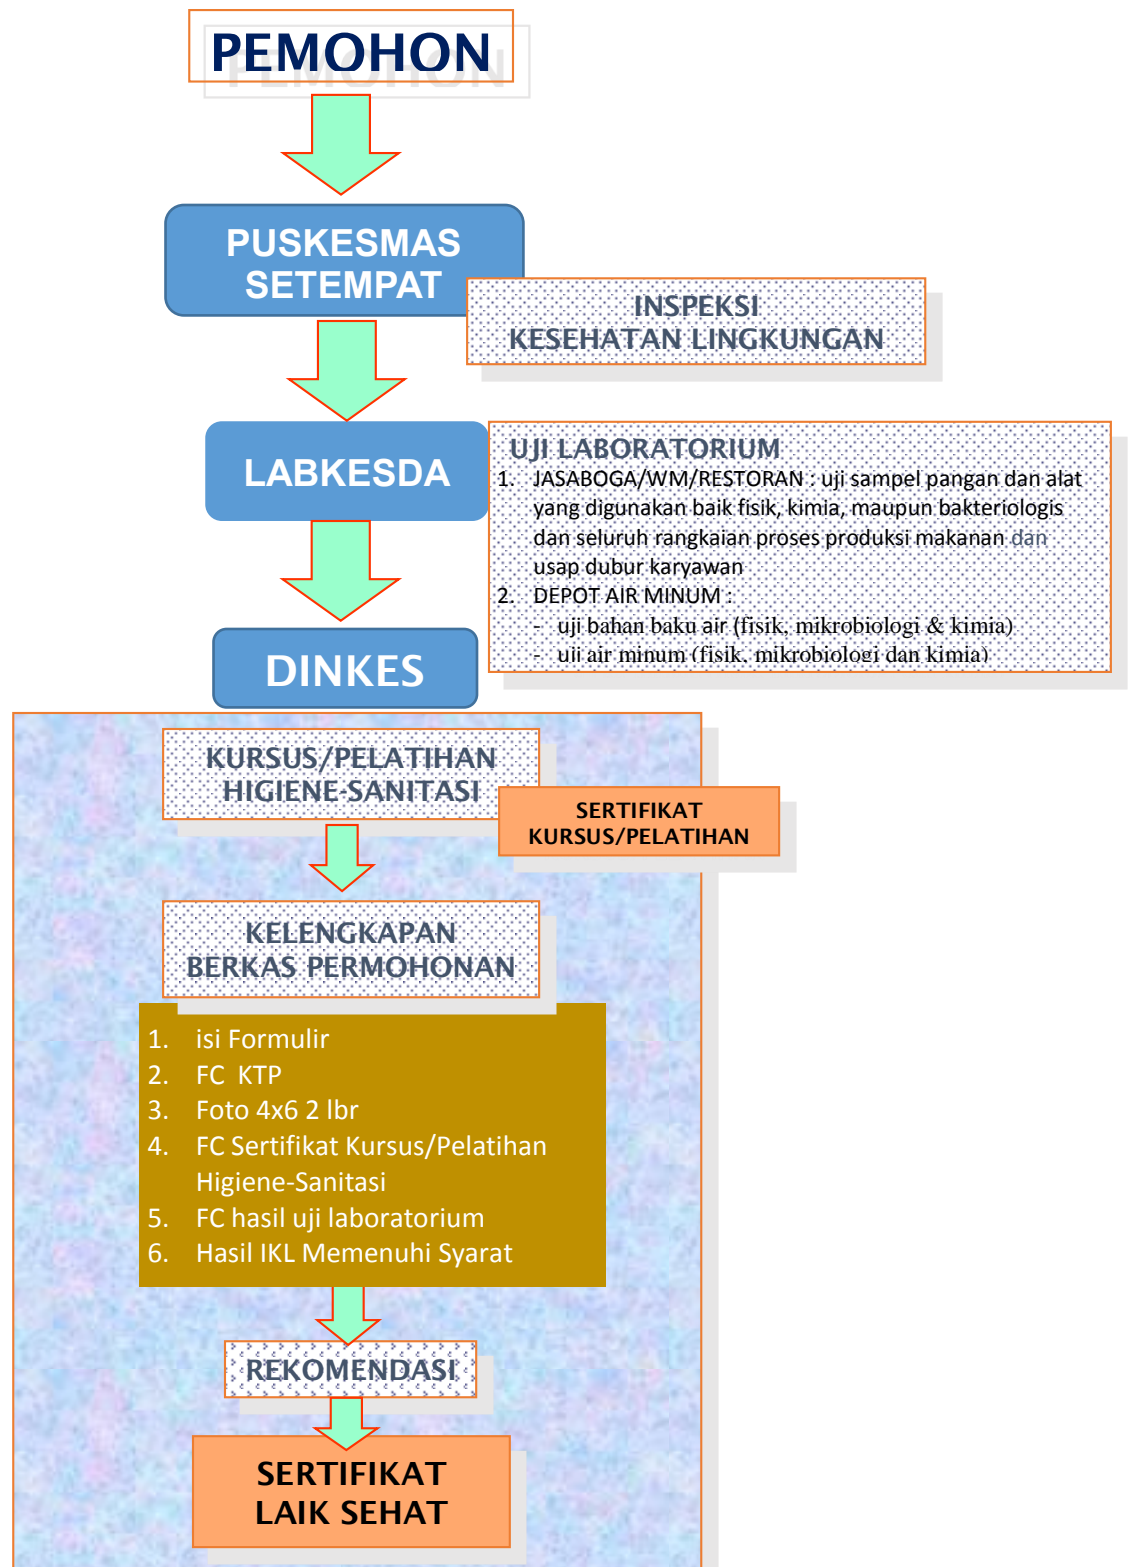 PEMOHON
PUSKESMAS
SETEMPAT
INSPEKSI
KESEHATAN LINGKUNGAN
LABKESDA
UJI LABORATORIUM
1. JASABOGA/WM/RESTORAN : uji sampel pangan dan alat
yang digunakan baik fisik, kimia, maupun bakteriologis
dan seluruh rangkaian proses produksi makanan dan
usap dubur karyawan
2. DEPOT AIR MINUM :
- uji bahan baku air (fisik, mikrobiologi & kimia)
- uji air minum (fisik, mikrobiologi dan kimia)
DINKES
KURSUS/PELATIHAN
HIGIENE-SANITASI
SERTIFIKAT
KURSUS/PELATIHAN
KELENGKAPAN
BERKAS PERMOHONAN
1. isi Formulir
2. FC KTP
3. Foto 4x6 2 lbr
4. FC Sertifikat Kursus/Pelatihan
Higiene-Sanitasi
5. FC hasil uji laboratorium
6. Hasil IKL Memenuhi Syarat
REKOMENDASI
SERTIFIKAT
LAIK SEHAT